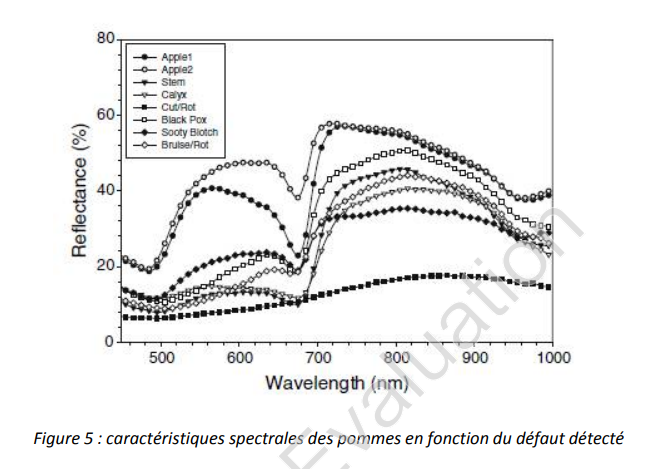 80
60
40
20
0
Reflectance (%)
Apple1
Apple2
Stem
Calyx
Cut/Rot
Black Pox
Sooty Blotch
Bruise/Rot
500 600 700 800 900 1000
Wavelength (nm)
Evaluation
Figure 5 : caractéristiques spectrales des pommes en fonction du défaut détecté